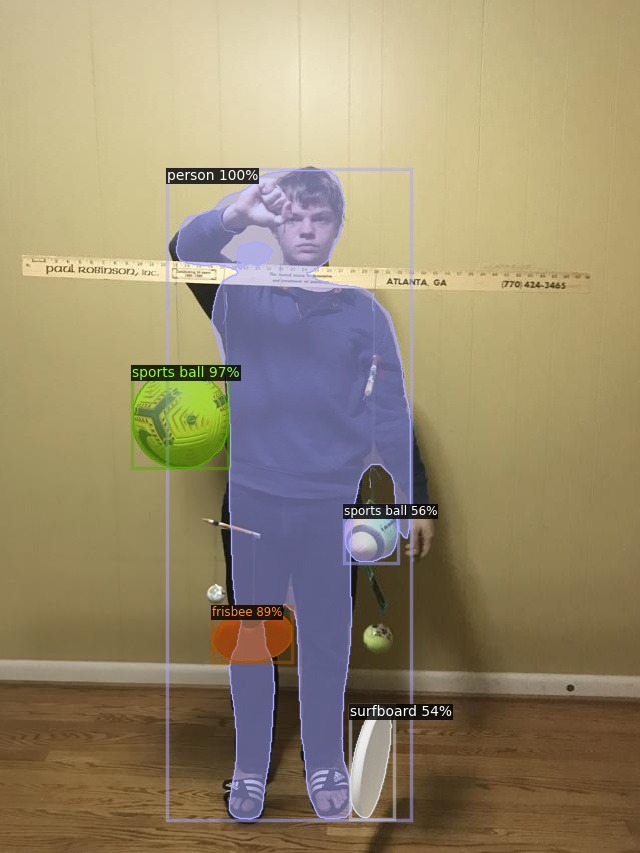 person 100%
PAUL ROBINSON, INC.
ATLANTA, GA
(770) 424-3465
sports ball 97%
sports ball 56%
frisbee 89%
surfboard 54%